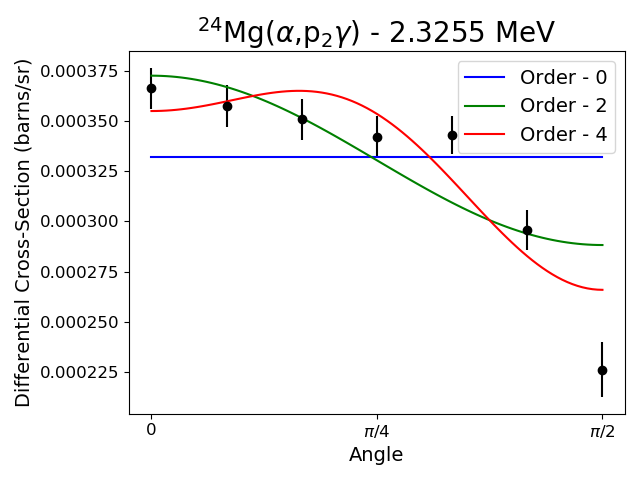 ²⁴Mg(α,p₂γ) - 2.3255 MeV
Differential Cross-Section (barns/sr)
0.000375
0.000350
0.000325
0.000300
0.000275
0.000250
0.000225
Order - 0
Order - 2
Order - 4
0
π/4
π/2
Angle